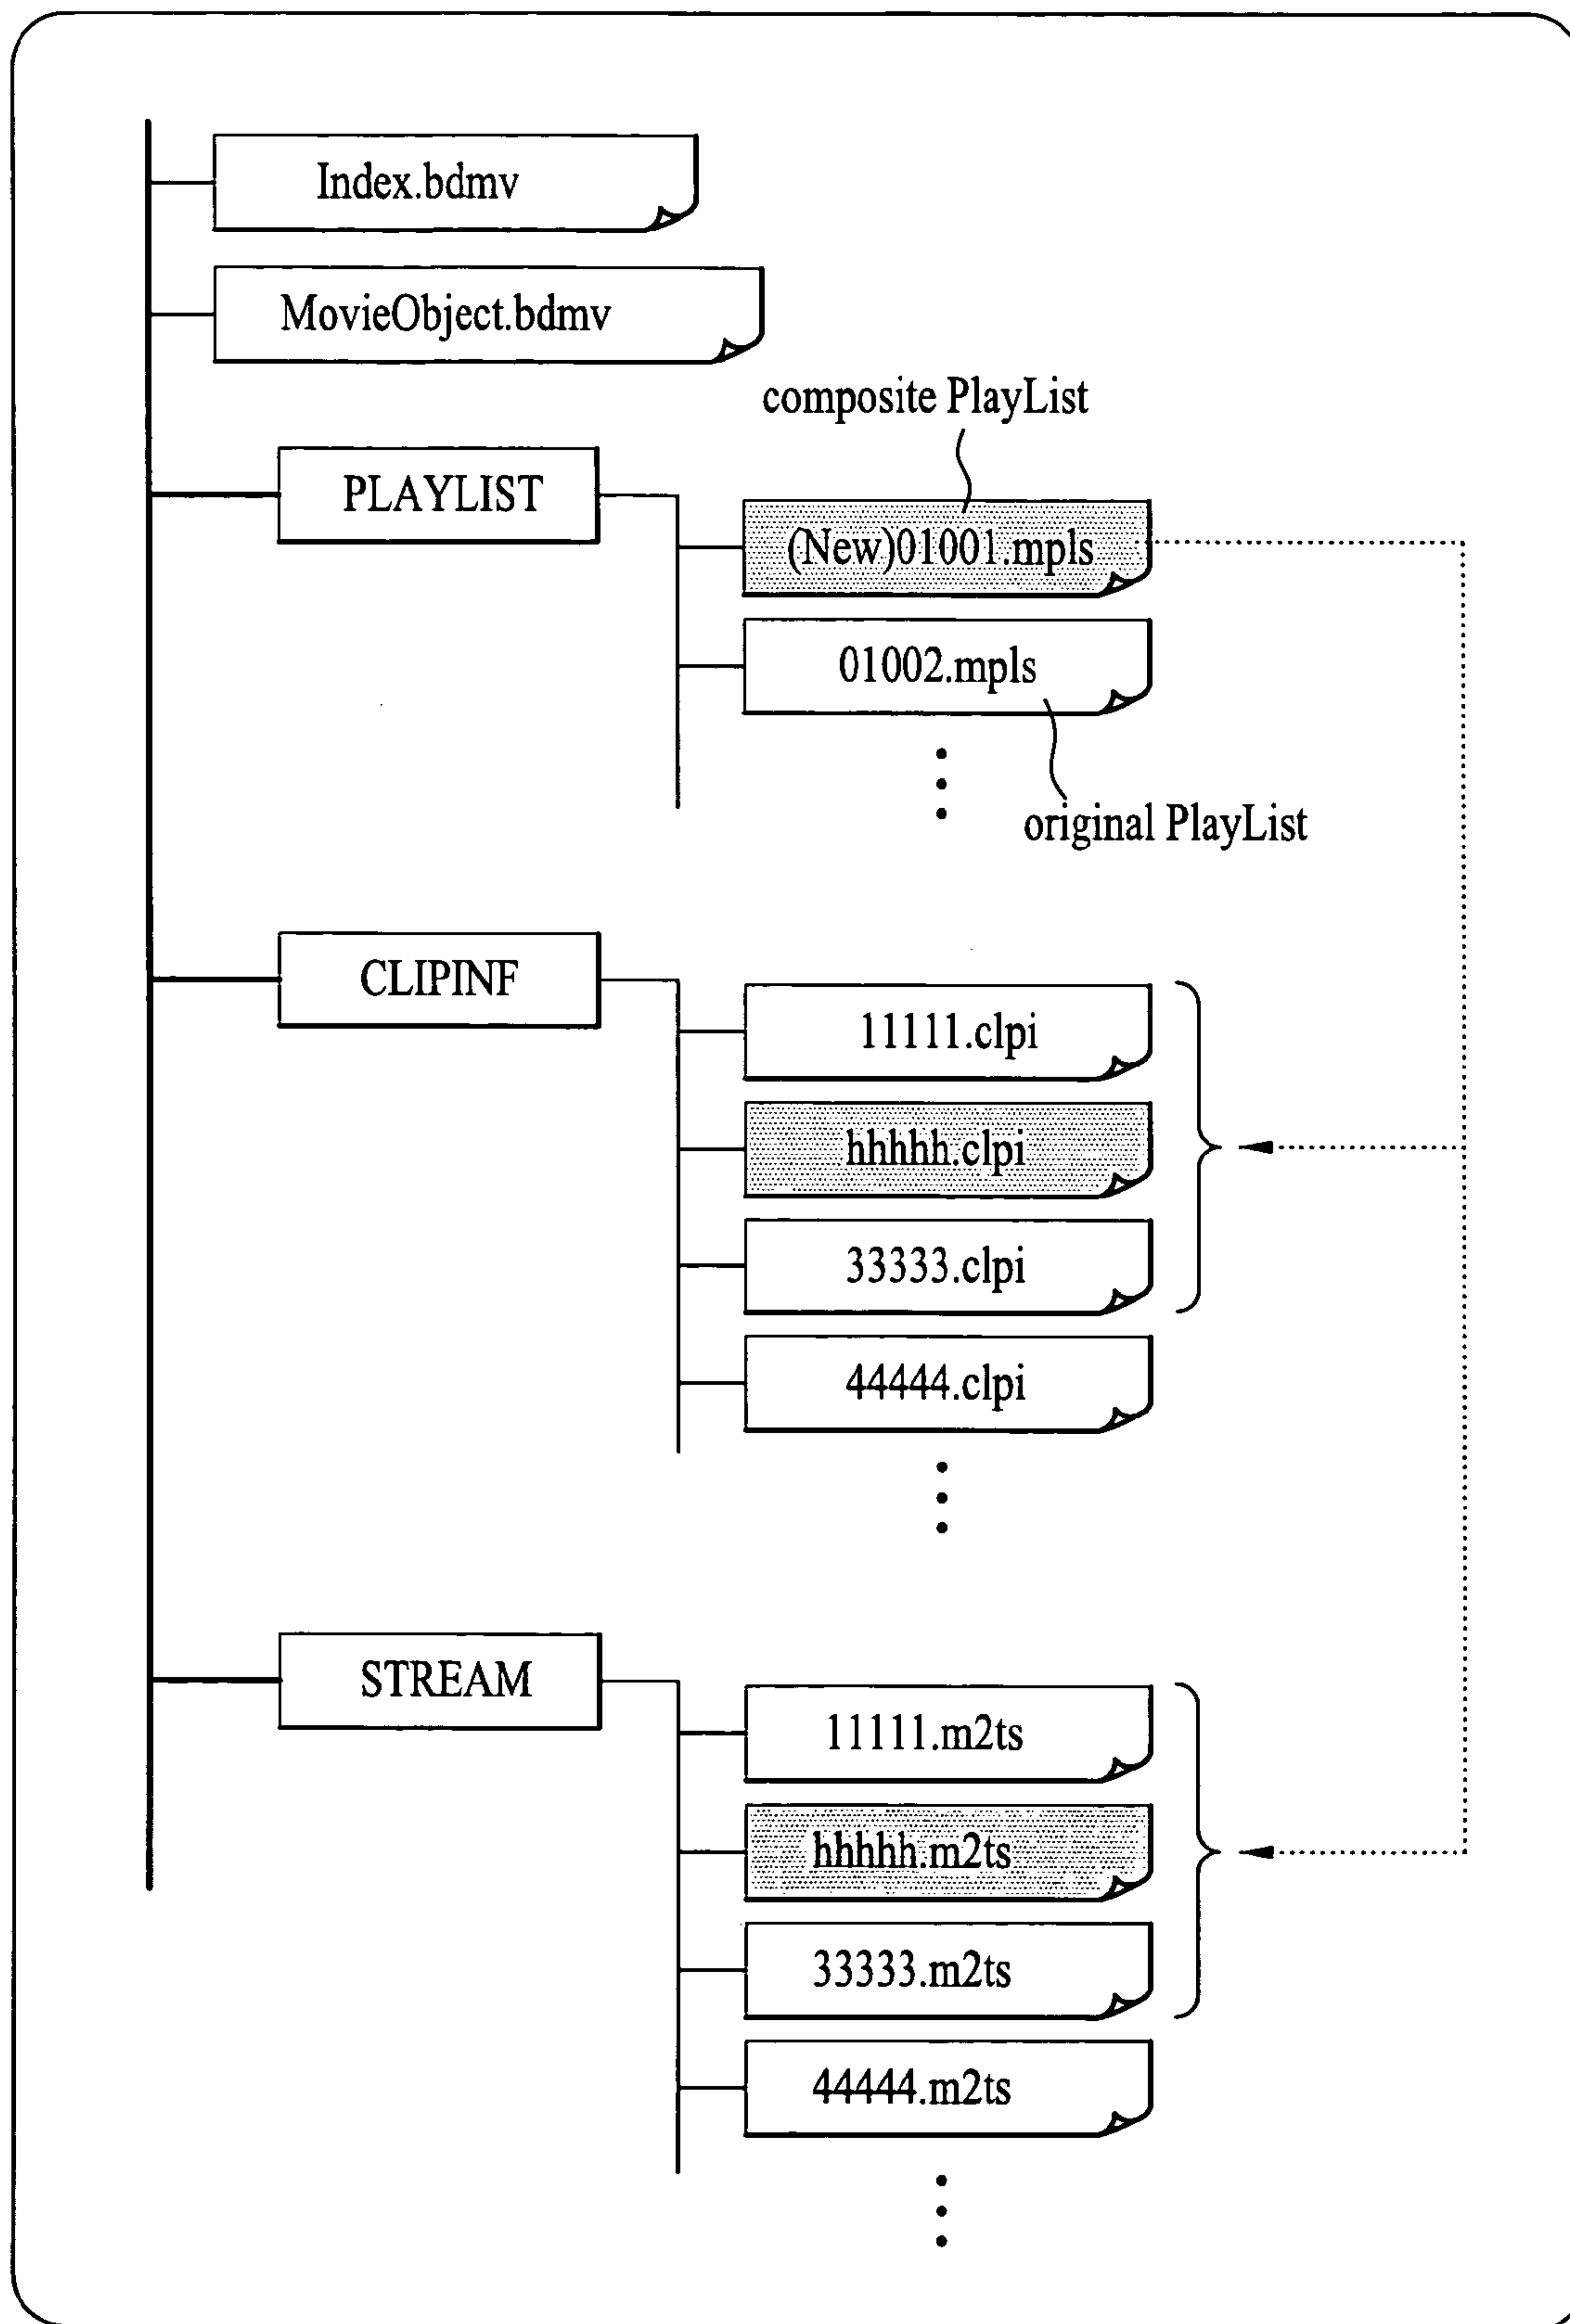 Index.bdmv
MovieObject.bdmv
composite PlayList
PLAYLIST
(New)01001.mpls
01002.mpls
original PlayList
CLIPINF
11111.clpi
hhhhh.clpi
33333.clpi
44444.clpi
STREAM
11111.m2ts
hhhhh.m2ts
33333.m2ts
44444.m2ts